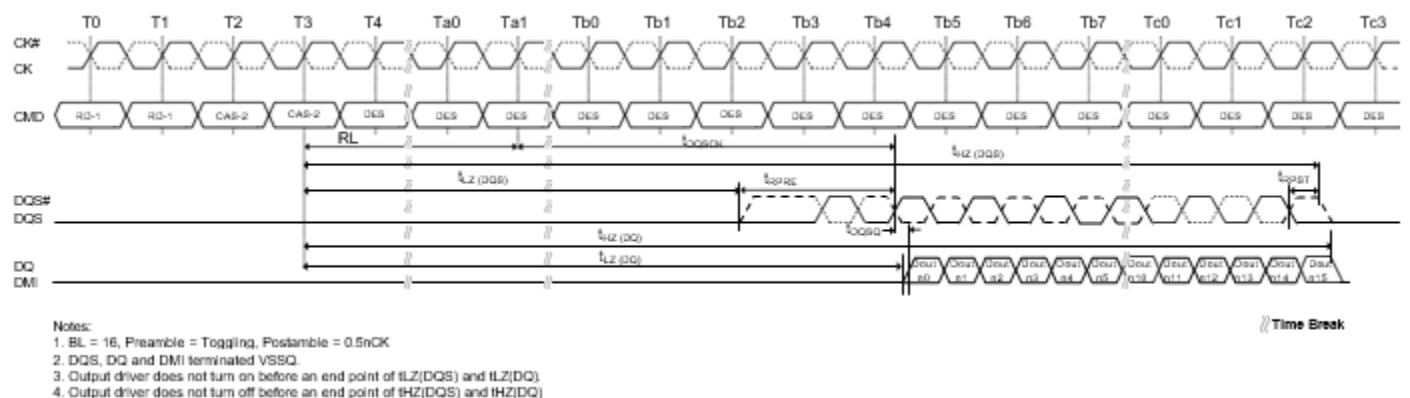 T0 T1 T2 T3 T4 Ta0 Ta1 Tb0 Tb1 Tb2 Tb3 Tb4 Tb5 Tb6 Tb7 Tc0 Tc1 Tc2 Tc3
CK#
CK
CMD RD-1 RD-1 CAS-2 CAS-2 DES DES DES DES DES DES DES DES DES DES DES DES DES DES DES
RL tDQSCK
tHZ (DQS)
tLZ (DQS) tRPRE tRPST
DQS#
DQS
tDQSQ
tHZ (DQ)
tLZ (DQ)
DQ Dout n0 Dout n1 Dout n2 Dout n3 Dout n4 Dout n5 Dout n10 Dout n11 Dout n12 Dout n13 Dout n14 Dout n15
DMI
Time Break
Notes:
1. BL = 16, Preamble = Toggling, Postamble = 0.5nCK
2. DQS, DQ and DMI terminated VSSQ.
3. Output driver does not turn on before an end point of tLZ(DQS) and tLZ(DQ).
4. Output driver does not turn off before an end point of tHZ(DQS) and tHZ(DQ)